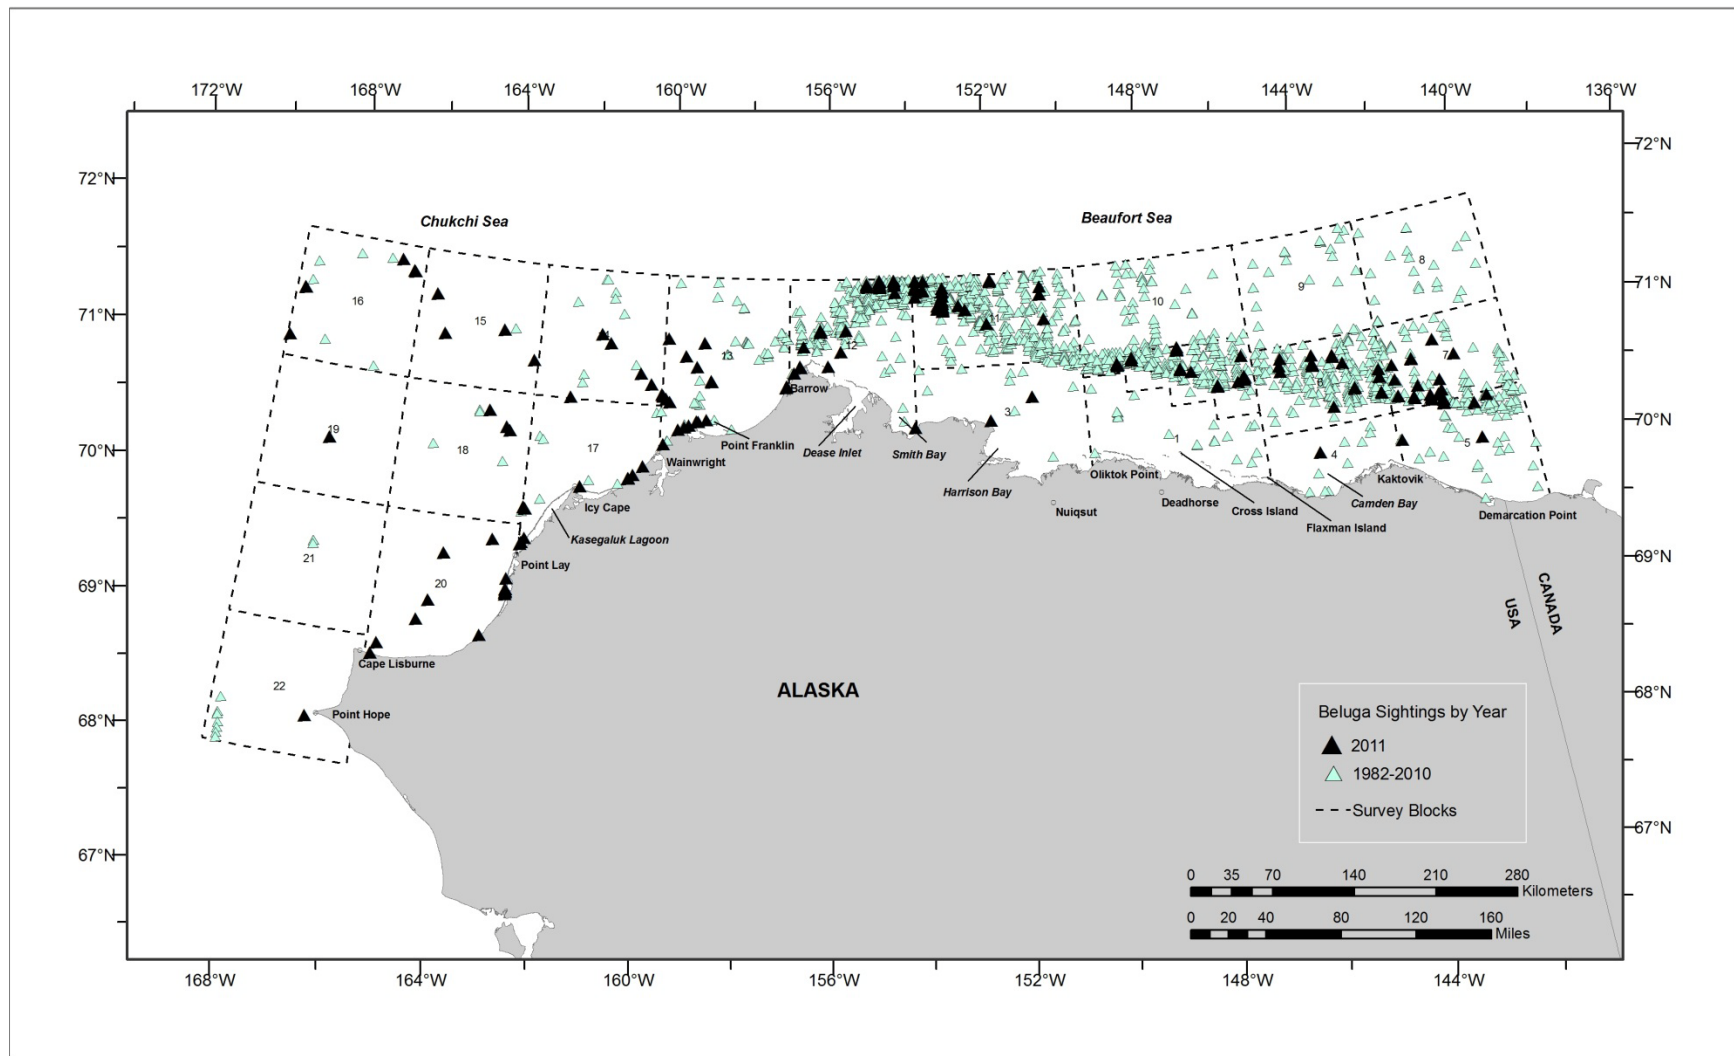 172°W 168°W 164°W 160°W 156°W 152°W 148°W 144°W 140°W 136°W
72°N
72°N
71°N
71°N
70°N
70°N
69°N
69°N
68°N
68°N
67°N
67°N
Chukchi Sea
Beaufort Sea
8
9
10
16
15
13
12
7
6
3
19
18
17
1
5
4
21
20
22
Barrow
Point Franklin
Dease Inlet
Smith Bay
Wainwright
Harrison Bay
Oliktok Point
Kaktovik
Icy Cape
Nuiqsut
Deadhorse
Cross Island
Camden Bay
Flaxman Island
Demarcation Point
Kasegaluk Lagoon
Point Lay
USA
CANADA
Cape Lisburne
Point Hope
ALASKA
Beluga Sightings by Year
2011
1982-2010
Survey Blocks
0 35 70 140 210 280
Kilometers
0 20 40 80 120 160
Miles
168°W 164°W 160°W 156°W 152°W 148°W 144°W